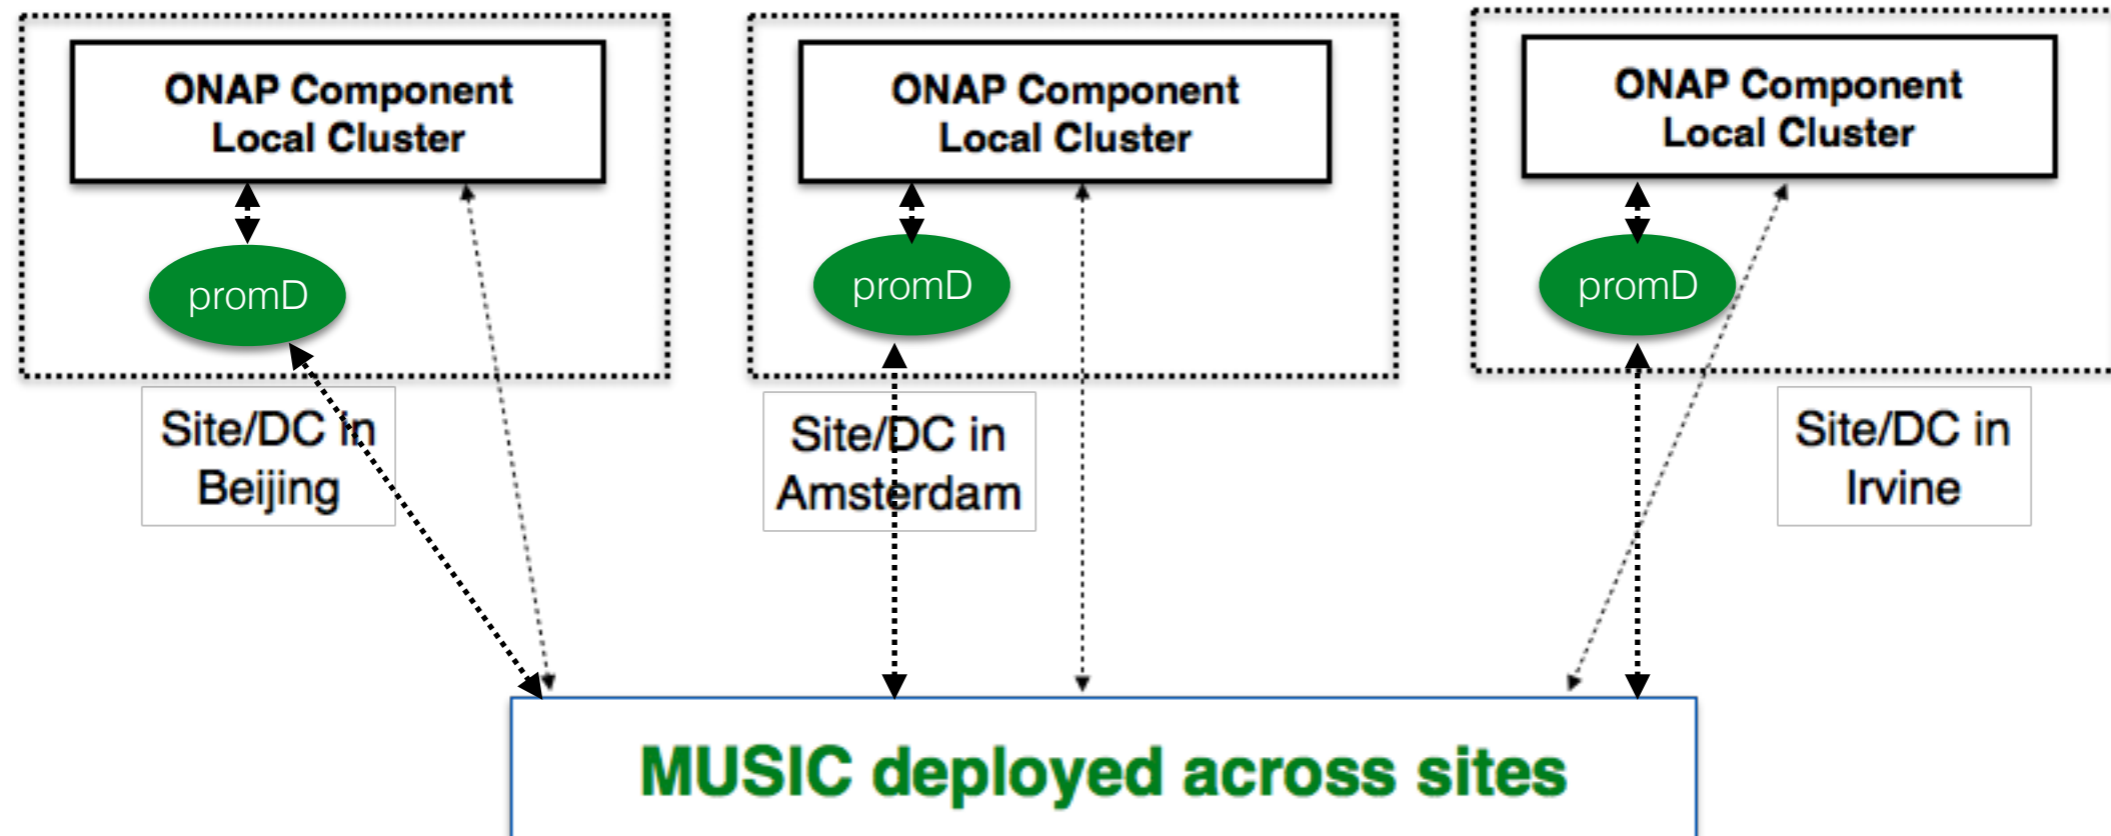 ONAP Component
Local Cluster
ONAP Component
Local Cluster
ONAP Component
Local Cluster
promD
promD
promD
Site/DC in
Beijing
Site/DC in
Amsterdam
Site/DC in
Irvine
MUSIC deployed across sites